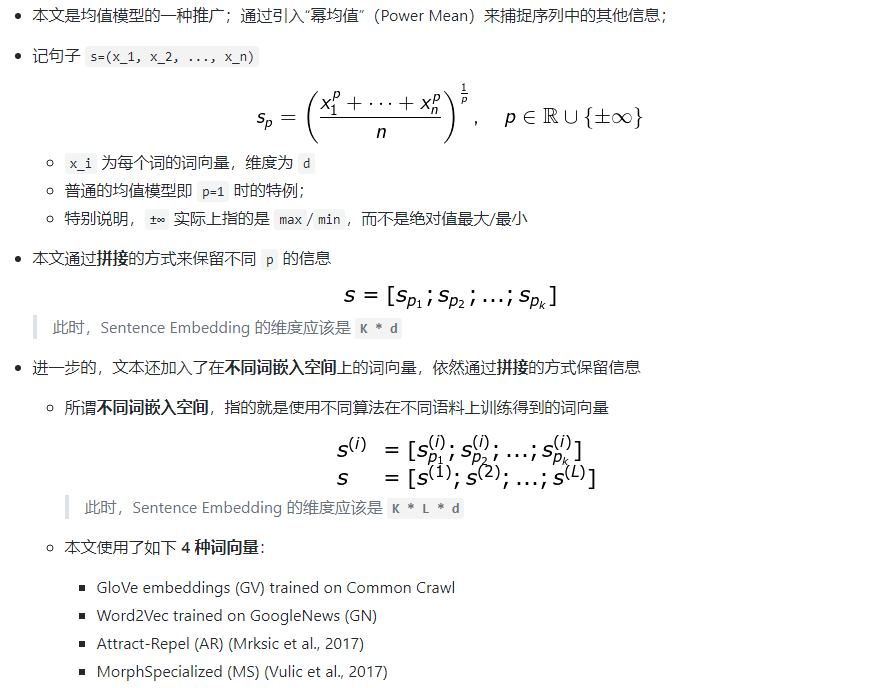 本文是均值模型的一种推广；通过引入“幂均值“（Power Mean）来捕捉序列中的其他信息；
记句子 s=(x_1, x_2, ..., x_n)
s_p = \left( \frac{x_1^p + \cdots + x_n^p}{n} \right)^{\frac{1}{p}}, \quad p \in \mathbb{R} \cup \{\pm\infty\}
x_i 为每个词的词向量，维度为 d
普通的均值模型即 p=1 时的特例；
特别说明，±∞ 实际上指的是 max / min，而不是绝对值最大/最小
本文通过拼接的方式来保留不同 p 的信息
s = [s_{p_1}; s_{p_2}; ...; s_{p_k}]
此时，Sentence Embedding 的维度应该是 K * d
进一步的，文本还加入了在不同词嵌入空间上的词向量，依然通过拼接的方式保留信息
所谓不同词嵌入空间，指的就是使用不同算法在不同语料上训练得到的词向量
s^{(i)} = [s_{p_1}^{(i)}; s_{p_2}^{(i)}; ...; s_{p_k}^{(i)}]
s = [s^{(1)}; s^{(2)}; ...; s^{(L)}]
此时，Sentence Embedding 的维度应该是 K * L * d
本文使用了如下 4 种词向量：
GloVe embeddings (GV) trained on Common Crawl
Word2Vec trained on GoogleNews (GN)
Attract-Repel (AR) (Mrksic et al., 2017)
MorphSpecialized (MS) (Vulic et al., 2017)